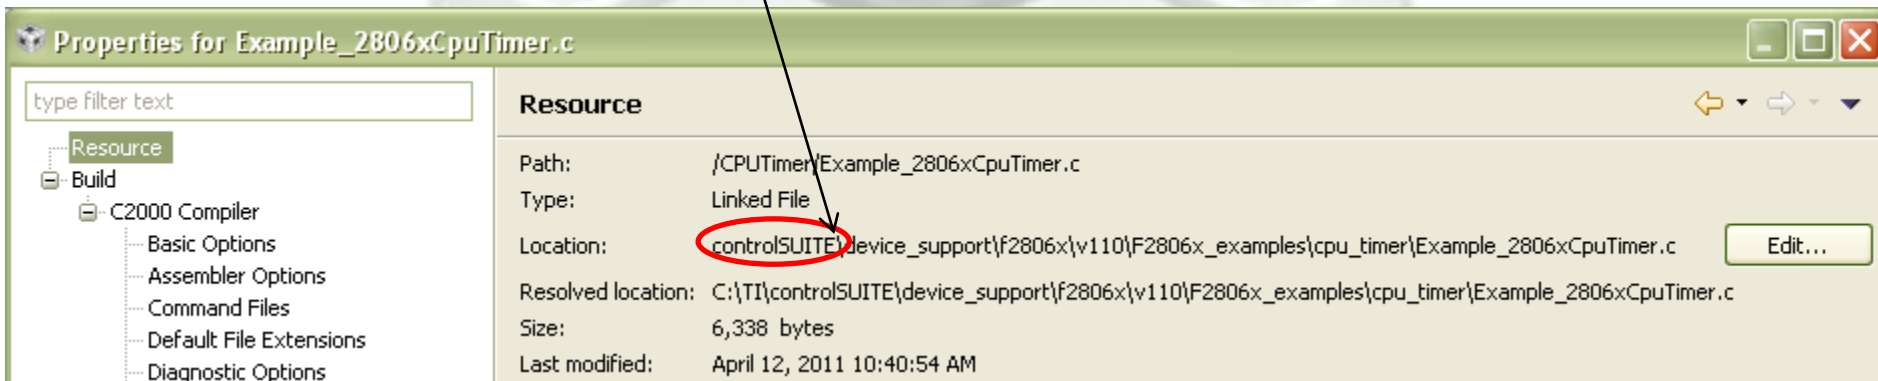 Properties for Example_2806xCpuTimer.c
type filter text
Resource
Build
C2000 Compiler
Basic Options
Assembler Options
Command Files
Default File Extensions
Diagnostic Options
Resource
Path: /CPUTimer/Example_2806xCpuTimer.c
Type: Linked File
Location: controlSUITE\device_support\f2806x\v110\F2806x_examples\cpu_timer\Example_2806xCpuTimer.c Edit...
Resolved location: C:\TI\controlSUITE\device_support\f2806x\v110\F2806x_examples\cpu_timer\Example_2806xCpuTimer.c
Size: 6,338 bytes
Last modified: April 12, 2011 10:40:54 AM